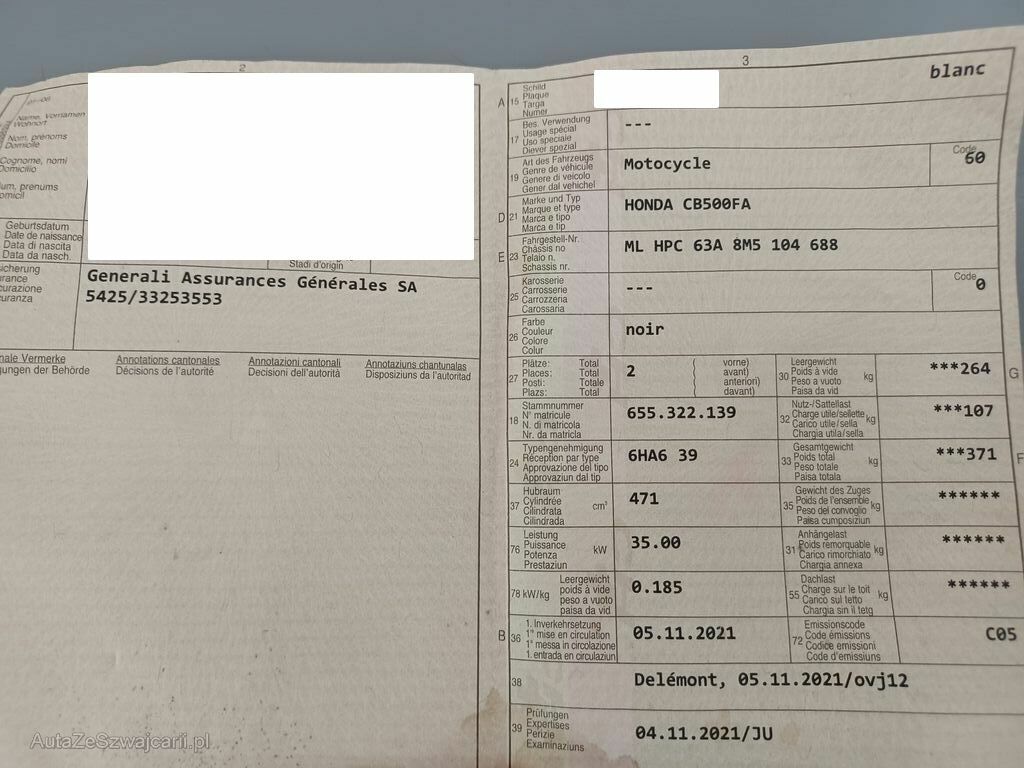 2
07-06
Name, Vornamen
Wohnort
Nom, prénoms
Domicile
Cognome, nomi
Domicilio
um, prenums
omicil
Geburtsdatum
Date de naissance
Data di nascita
Data da nasch.
Stadi d'origin
icherung
urance
curazione
curanza
Generali Assurances Générales SA
5425/33253553
nale Vermerke
gungen der Behörde
Annotations cantonales
Décisions de l'autorité
Annotazioni cantonali
Decisioni dell'autorità
Annotaziuns chantunalas
Disposiziuns da l'autoritad
3
A 15
Schild
Plaque
Targa
Numer
blanc
17
Bes. Verwendung
Usage spécial
Uso speciale
Diever spezial
---
19
Art des Fahrzeugs
Genre de véhicule
Genere di veicolo
Gener dal vehichel
Motocycle
Code
60
D 21
Marke und Typ
Marque et type
Marca e tipo
Marca e tip
HONDA CB500FA
E 23
Fahrgestell-Nr.
Châssis no
Telaio n.
Schassis nr.
ML HPC 63A 8M5 104 688
25
Karosserie
Carrosserie
Carrozzeria
Carossaria
---
Code
0
26
Farbe
Couleur
Colore
Colur
noir
27
Plätze: Total
Places: Total
Posti: Totale
Plazs: Total
2
( vorne)
( avant)
( anteriori)
( davant)
30
Leergewicht
Poids à vide
Peso a vuoto
Paisa da vid
kg
***264
G
18
Stammnummer
N° matricule
N. di matricola
Nr. da matricla
655.322.139
32
Nutz-/Sattellast
Charge utile/sellette
Carico utile/sella
Chargia utila/sella
kg
***107
24
Typengenehmigung
Réception par type
Approvazione del tipo
Approvaziun dal tip
6HA6 39
33
Gesamtgewicht
Poids total
Peso totale
Paisa totala
kg
***371
F
37
Hubraum
Cylindrée
Cilindrata
Cilindrada
cm³
471
35
Gewicht des Zuges
Poids de l'ensemble
Peso del convoglio
Paisa cumposiziun
kg
******
76
Leistung
Puissance
Potenza
Prestaziun
kW
35.00
31
Anhängelast
Poids remorquable
Carico rimorchiato
Chargia annexa
kg
******
78 kW/kg
Leergewicht
poids à vide
peso a vuoto
paisa da vid
0.185
55
Dachlast
Charge sur le toit
Carico sul tetto
Chargia sin il tetg
kg
******
B 36
1. Inverkehrsetzung
1re mise en circulation
1a messa in circolazione
1. entrada en circulaziun
05.11.2021
72
Emissionscode
Code émissions
Codice emissioni
Code d'emissiuns
C05
38
Delémont, 05.11.2021/ovj12
39
Prüfungen
Expertises
Perizie
Examinaziuns
04.11.2021/JU
AutaZeSzwajcarii.pl